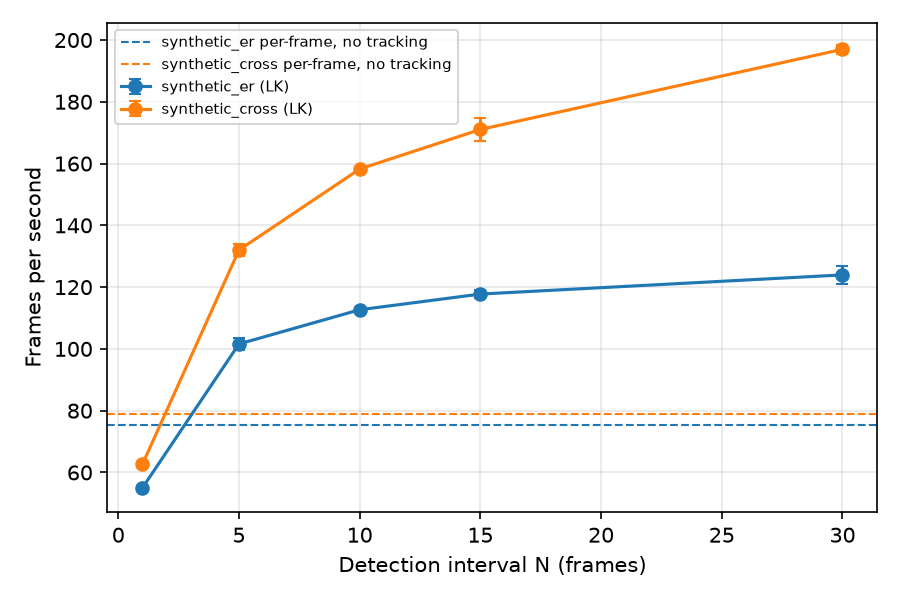 synthetic_er per-frame, no tracking
synthetic_cross per-frame, no tracking
synthetic_er (LK)
synthetic_cross (LK)
Frames per second
200
180
160
140
120
100
80
60
0 5 10 15 20 25 30
Detection interval N (frames)